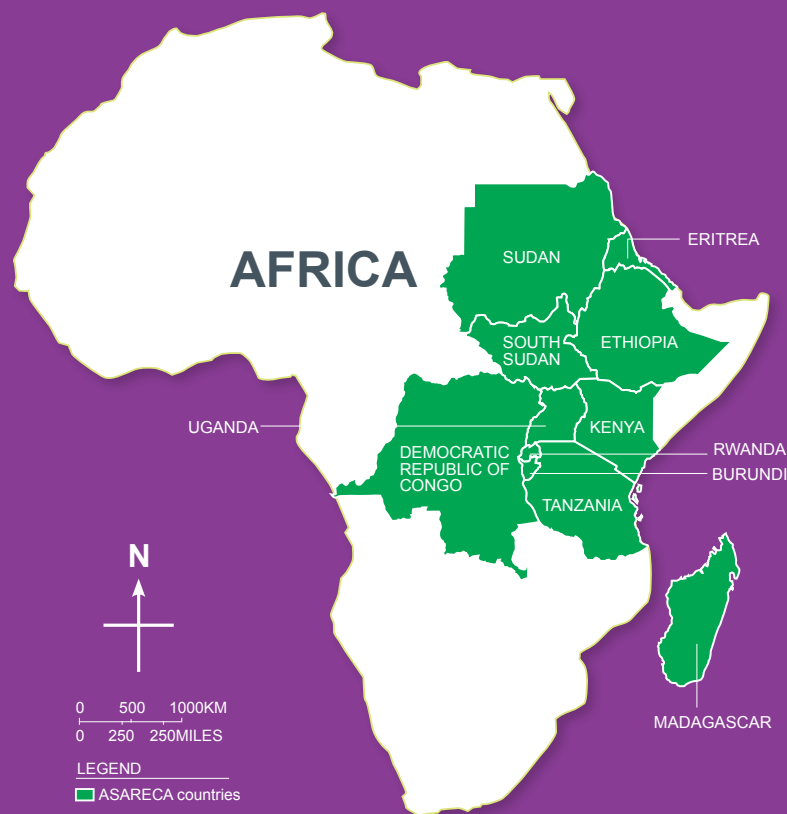 AFRICA
SUDAN
ERITREA
SOUTH
SUDAN
ETHIOPIA
UGANDA
KENYA
DEMOCRATIC
REPUBLIC OF
CONGO
RWANDA
BURUNDI
TANZANIA
MADAGASCAR
N
0 500 1000KM
0 250 250MILES
LEGEND
ASARECA countries